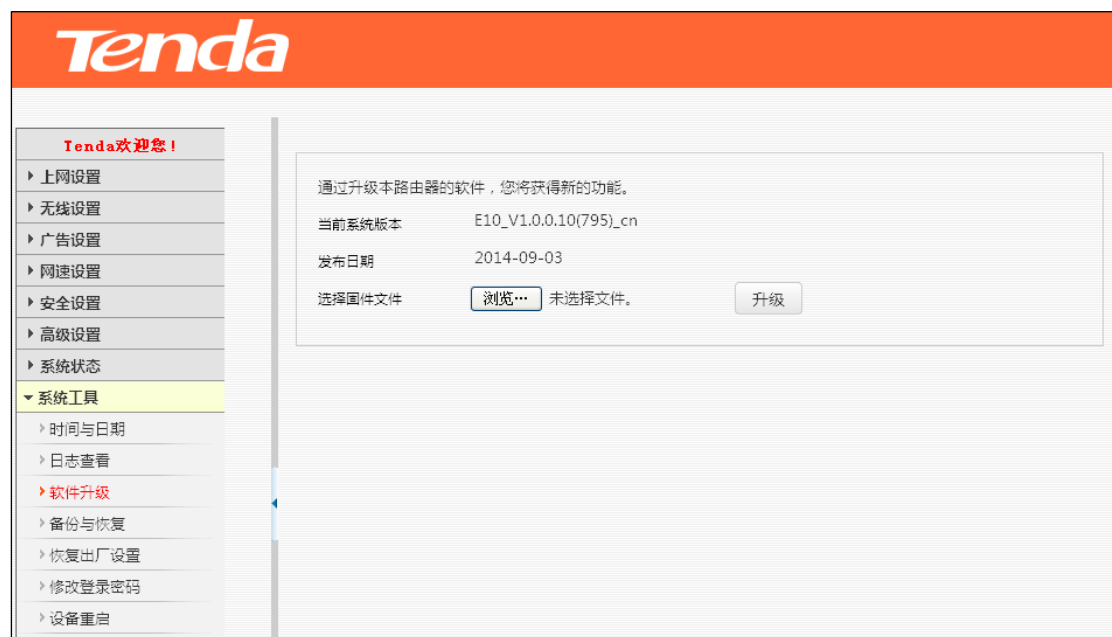 Tenda
Tenda欢迎您!
上网设置
无线设置
广告设置
网速设置
安全设置
高级设置
系统状态
系统工具
时间与日期
日志查看
软件升级
备份与恢复
恢复出厂设置
修改登录密码
设备重启
通过升级本路由器的软件，您将获得新的功能。
当前系统版本 E10_V1.0.0.10(795)_cn
发布日期 2014-09-03
选择固件文件 浏览… 未选择文件。 升级